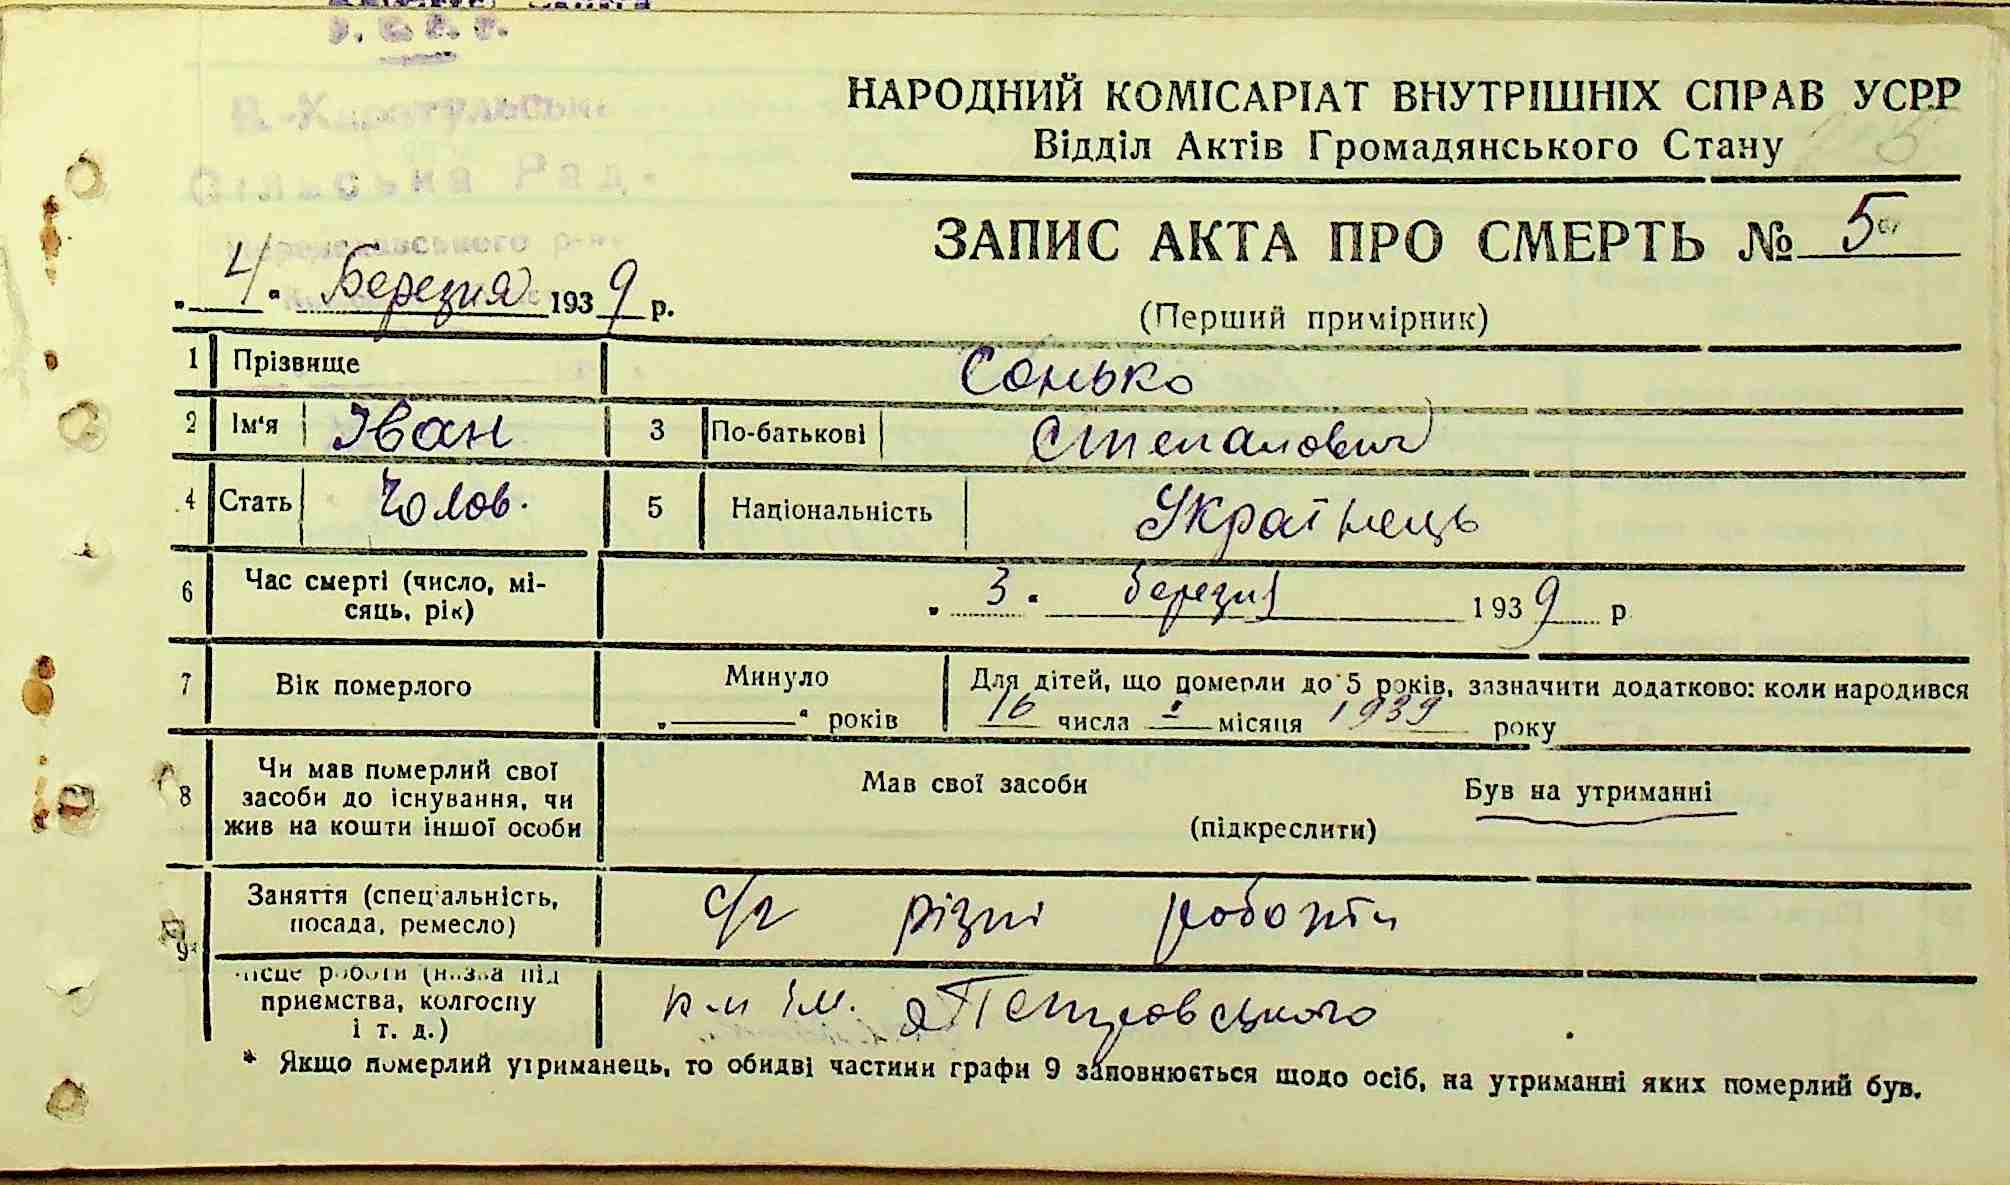 У. С. Р. Р.
Сільська Рад
НАРОДНИЙ КОМІСАРІАТ ВНУТРІШНІХ СПРАВ УСРР
Відділ Актів Громадянського Стану
ЗАПИС АКТА ПРО СМЕРТЬ № 5
(Перший примірник)
„ 4 “ Березня 1939 р.
1 Прізвище Сонько
2 Ім'я Іван 3 По-батькові Степанович
4 Стать Чолов. 5 Національність Українець
6 Час смерті (число, мі-
сяць, рік) „ 3 “ березня 1939 р
7 Вік померлого Минуло
„ — “ років
Для дітей, що померли до 5 років, зазначити додатково: коли народився
16 числа місяця 1939 року
8 Чи мав померлий свої
засоби до існування, чи
жив на кошти іншої особи
Мав свої засоби Був на утриманні
(підкреслити)
9* Заняття (спеціальність,
посада, ремесло) с/г різні роботи
місце роботи (назва під
приємства, колгоспу
і т. д.) ім. Петровського
* Якщо померлий утриманець, то обидві частини графи 9 заповнюється щодо осіб, на утриманні яких померлий був.